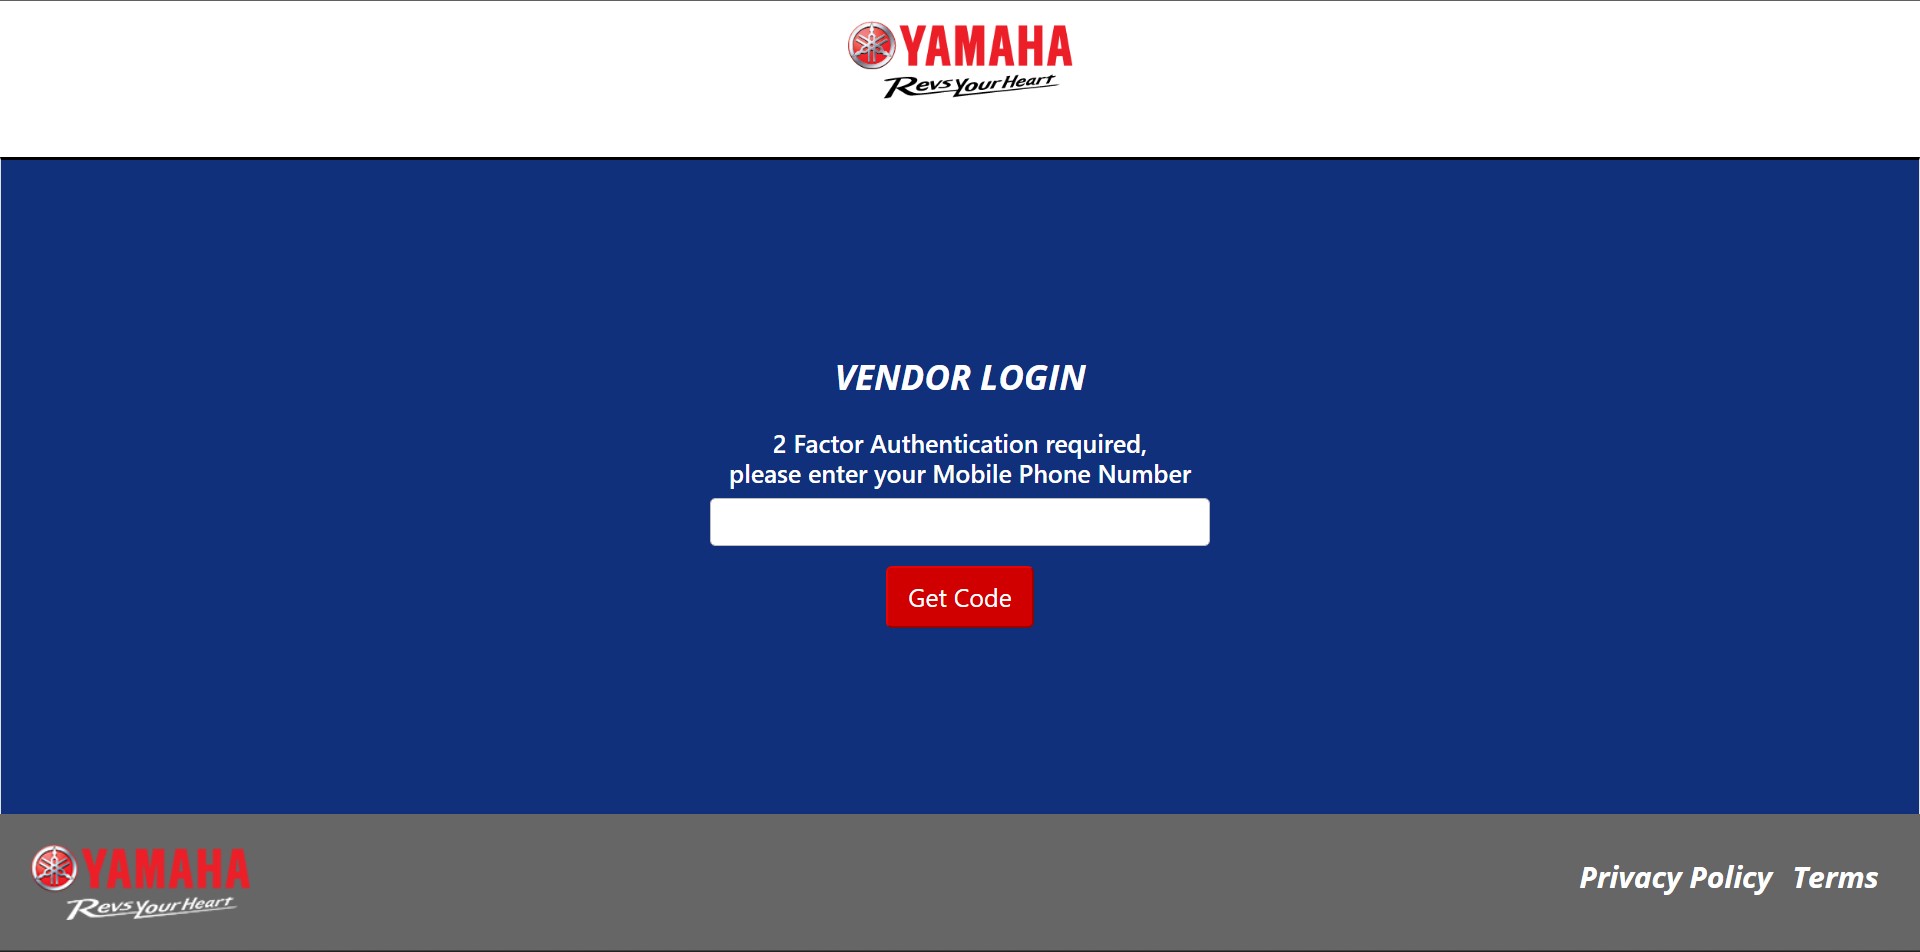 YAMAHA
Revs Your Heart
VENDOR LOGIN
2 Factor Authentication required,
please enter your Mobile Phone Number
Get Code
YAMAHA
Revs Your Heart
Privacy Policy Terms